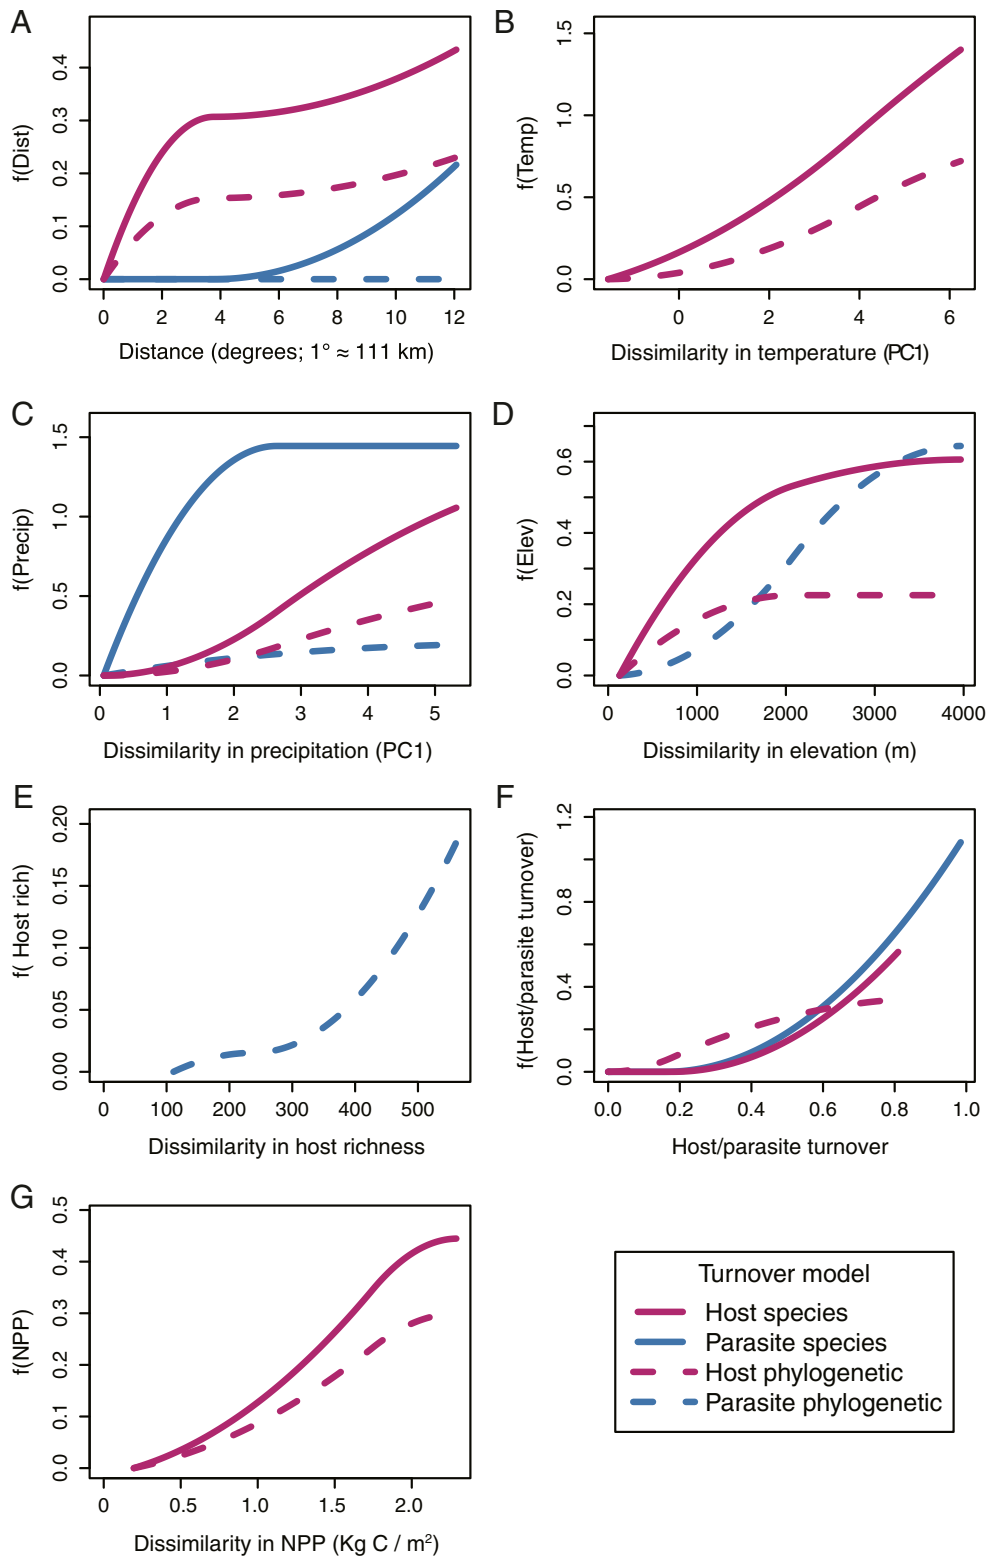 A
f(Dist)
0.0 0.1 0.2 0.3 0.4
0 2 4 6 8 10 12
Distance (degrees; 1° ≈ 111 km)
B
f(Temp)
0.0 0.5 1.0 1.5
0 2 4 6
Dissimilarity in temperature (PC1)
C
f(Precip)
0.0 0.5 1.0 1.5
0 1 2 3 4 5
Dissimilarity in precipitation (PC1)
D
f(Elev)
0.0 0.2 0.4 0.6
0 1000 2000 3000 4000
Dissimilarity in elevation (m)
E
f( Host rich)
0.00 0.05 0.10 0.15 0.20
0 100 200 300 400 500
Dissimilarity in host richness
F
f(Host/parasite turnover)
0.0 0.4 0.8 1.2
0.0 0.2 0.4 0.6 0.8 1.0
Host/parasite turnover
G
f(NPP)
0.0 0.1 0.2 0.3 0.4 0.5
0 0.5 1.0 1.5 2.0
Dissimilarity in NPP (Kg C / m²)
Turnover model
Host species
Parasite species
Host phylogenetic
Parasite phylogenetic